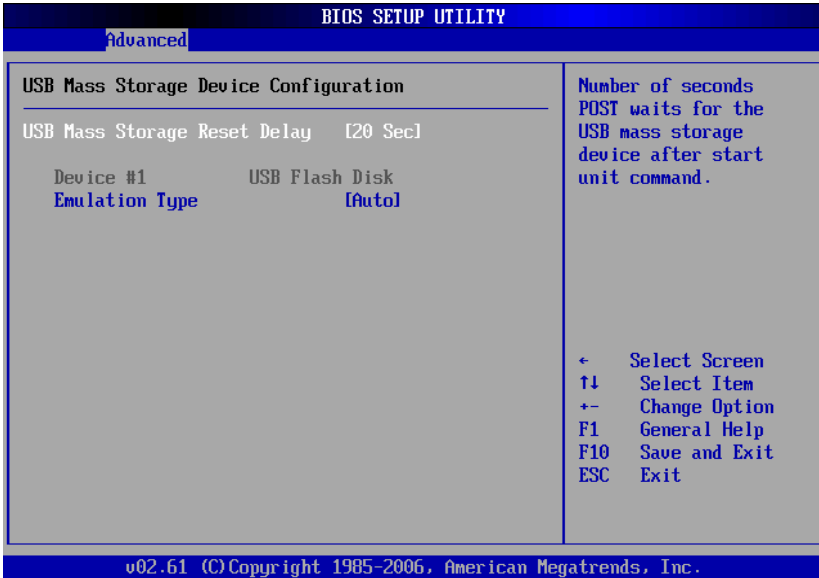 BIOS SETUP UTILITY
Advanced
USB Mass Storage Device Configuration
USB Mass Storage Reset Delay [20 Sec]
Device #1 USB Flash Disk
Emulation Type [Auto]
Number of seconds
POST waits for the
USB mass storage
device after start
unit command.
← Select Screen
↑↓ Select Item
+- Change Option
F1 General Help
F10 Save and Exit
ESC Exit
v02.61 (C)Copyright 1985-2006, American Megatrends, Inc.